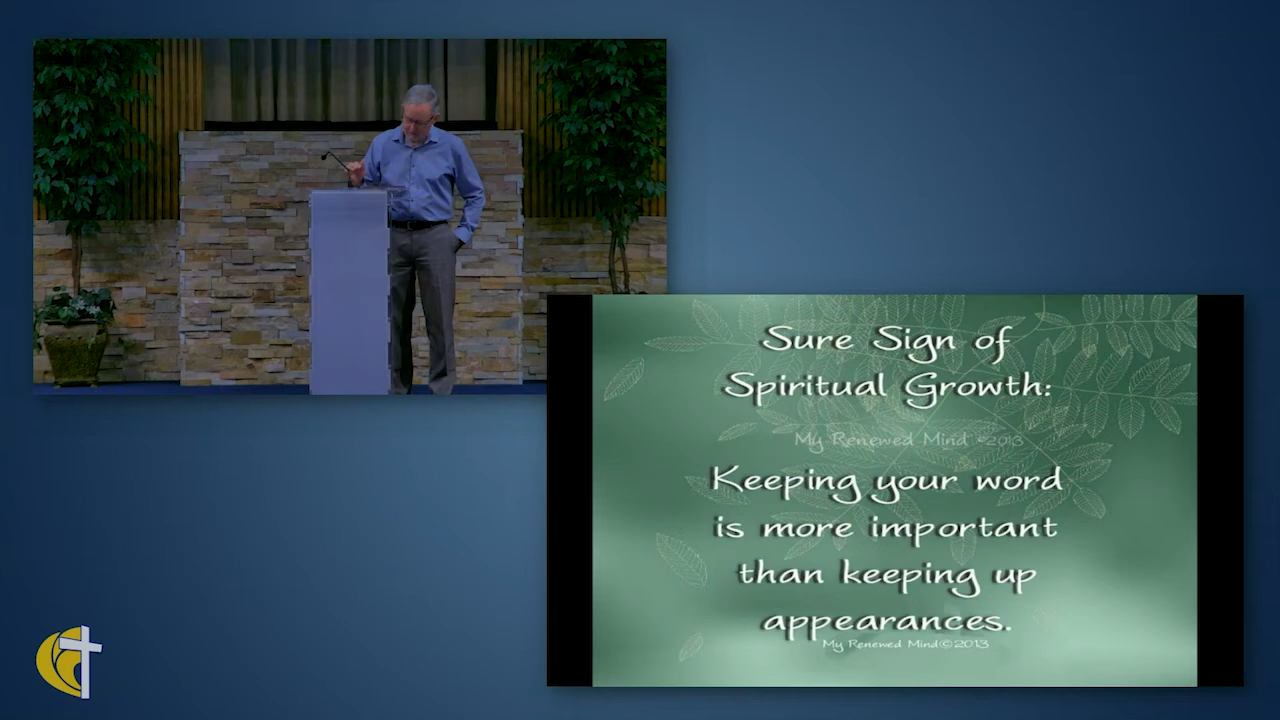 Sure Sign of
Spiritual Growth:
My Renewed Mind ©2013
Keeping your word
is more important
than keeping up
appearances.
My Renewed Mind©2013